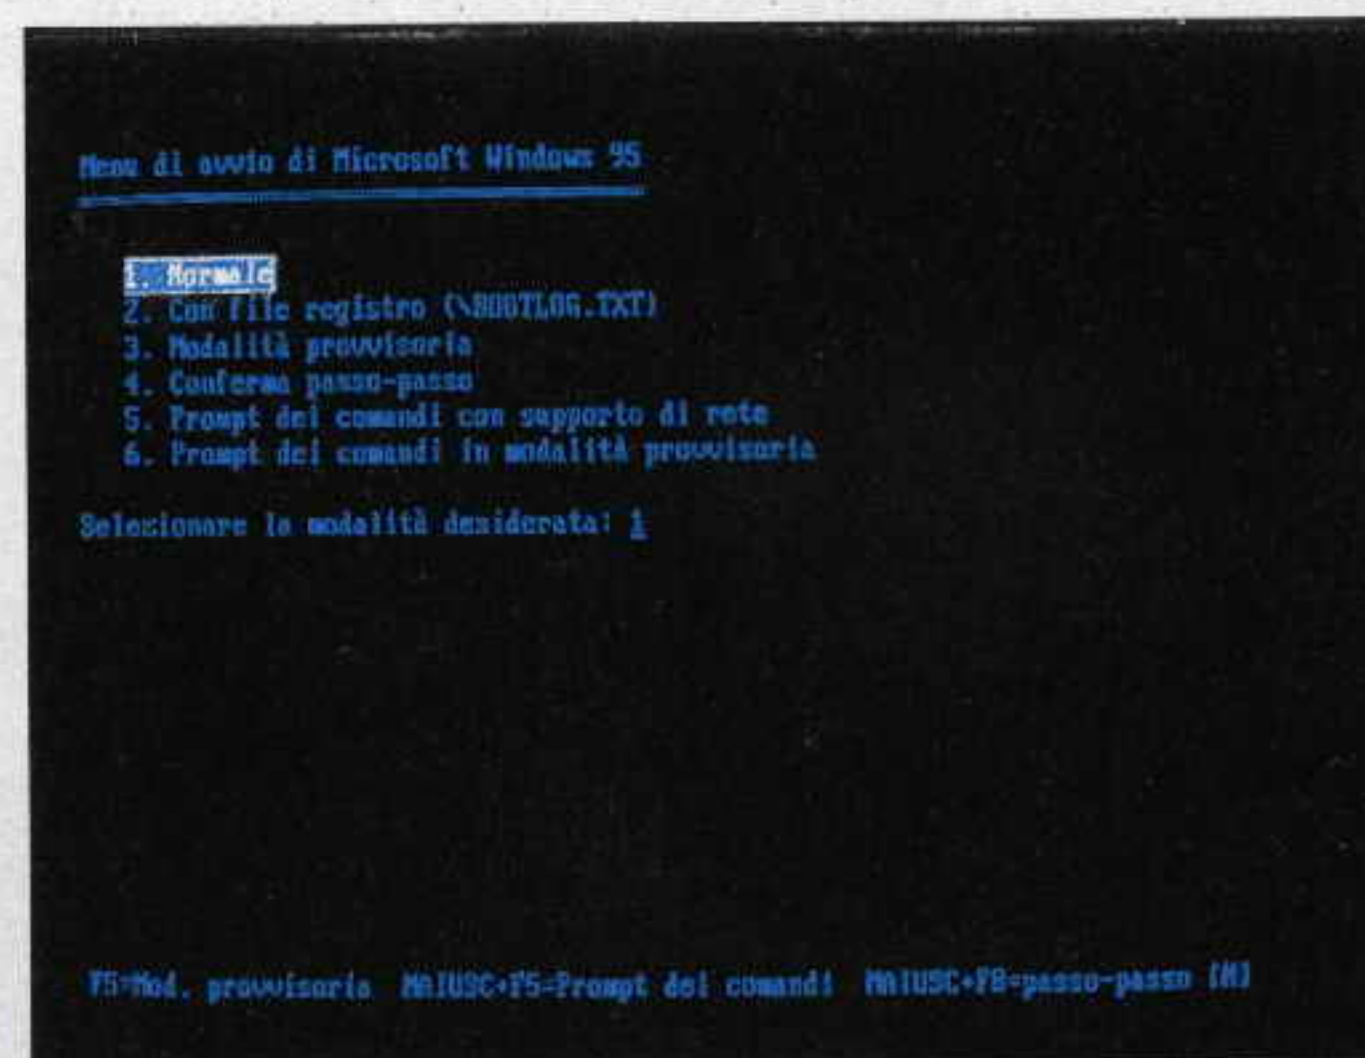 Menu di avvio di Microsoft Windows 95
1. Normale
2. Con file registro (\BOOTLOG.TXT)
3. Modalità provvisoria
4. Conferma passo-passo
5. Prompt dei comandi con supporto di rete
6. Prompt dei comandi in modalità provvisoria
Selezionare la modalità desiderata: 1
F5=Mod. provvisoria MAIUSC+F5=Prompt dei comandi MAIUSC+F8=passo-passo [N]